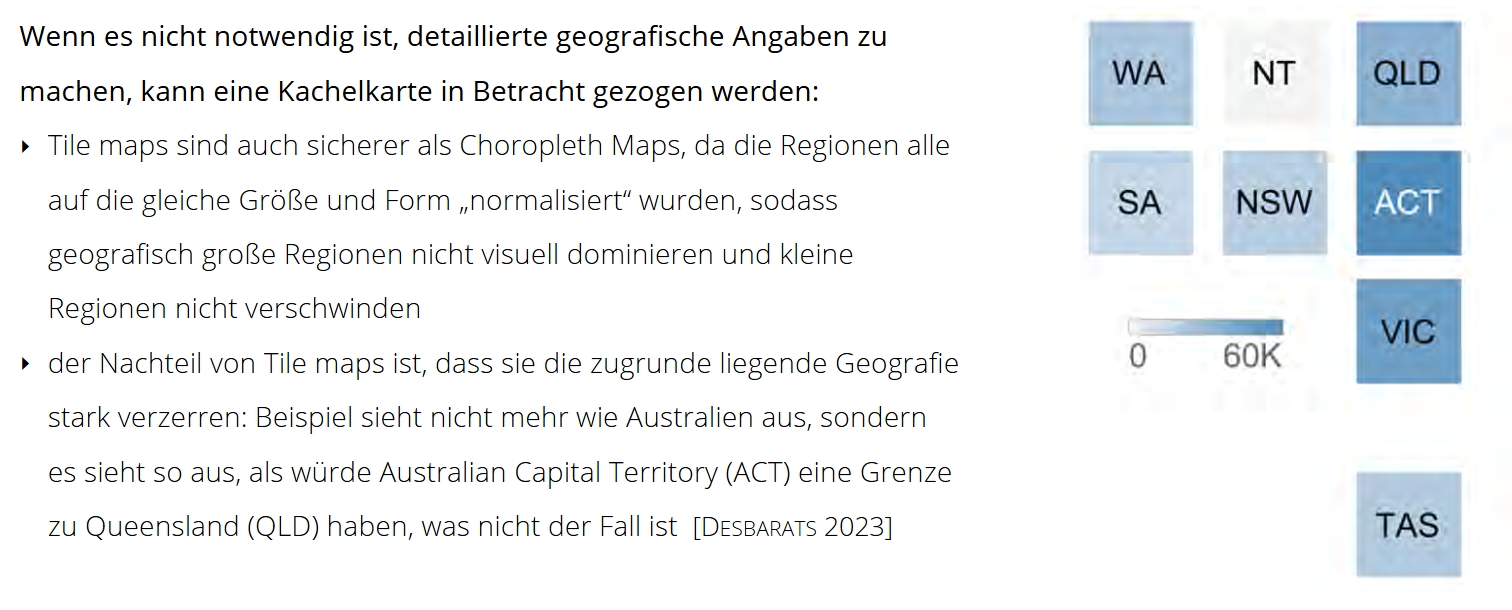 Wenn es nicht notwendig ist, detaillierte geografische Angaben zu
machen, kann eine Kachelkarte in Betracht gezogen werden:
‣ Tile maps sind auch sicherer als Choropleth Maps, da die Regionen alle
auf die gleiche Größe und Form „normalisiert“ wurden, sodass
geografisch große Regionen nicht visuell dominieren und kleine
Regionen nicht verschwinden
‣ der Nachteil von Tile maps ist, dass sie die zugrunde liegende Geografie
stark verzerren: Beispiel sieht nicht mehr wie Australien aus, sondern
es sieht so aus, als würde Australian Capital Territory (ACT) eine Grenze
zu Queensland (QLD) haben, was nicht der Fall ist [DESBARATS 2023]
WA NT QLD
SA NSW ACT
VIC
0 60K
TAS